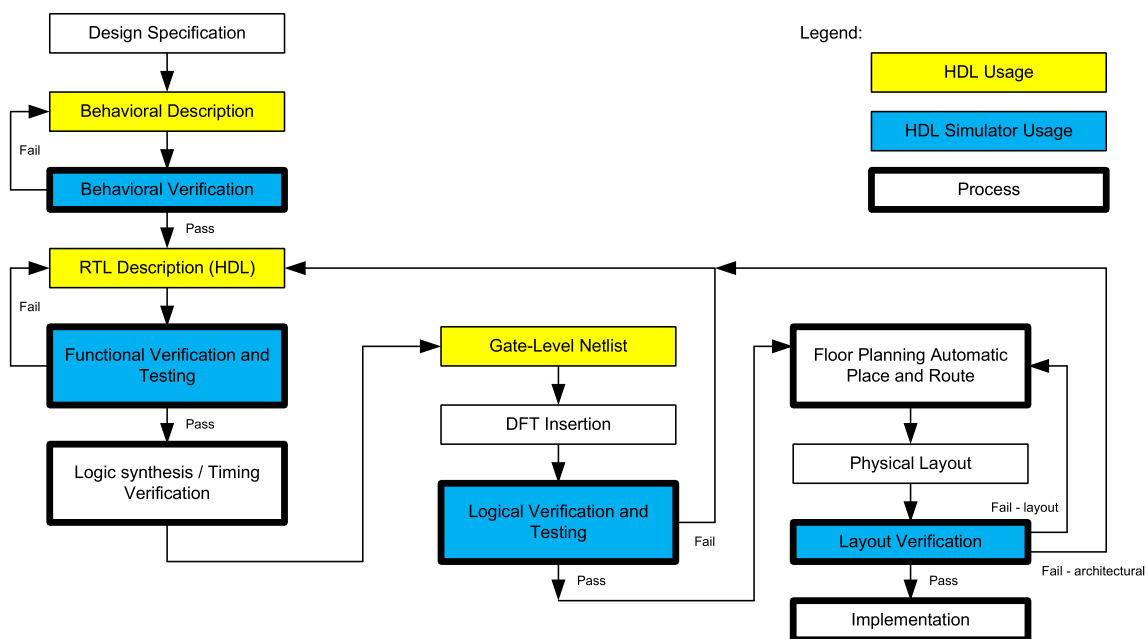 Design Specification
Legend:
HDL Usage
Behavioral Description
HDL Simulator Usage
Fail
Behavioral Verification
Process
Pass
RTL Description (HDL)
Fail
Functional Verification and
Testing
Pass
Logic synthesis / Timing
Verification
Gate-Level Netlist
DFT Insertion
Logical Verification and
Testing
Fail
Pass
Floor Planning Automatic
Place and Route
Physical Layout
Fail - layout
Layout Verification
Fail - architectural
Pass
Implementation